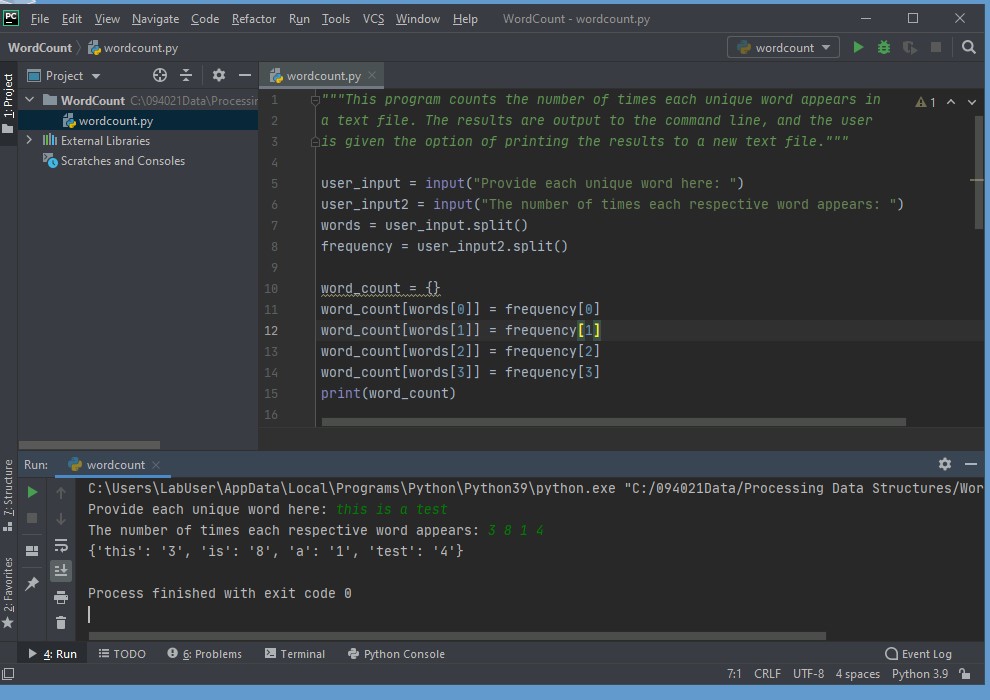 PC File Edit View Navigate Code Refactor Run Tools VCS Window Help WordCount - wordcount.py
WordCount wordcount.py wordcount
1: Project
Project
wordcount.py
WordCount C:\094021Data\Processin
wordcount.py
External Libraries
Scratches and Consoles
1 """This program counts the number of times each unique word appears in
2 a text file. The results are output to the command line, and the user
3 is given the option of printing the results to a new text file."""
4
5 user_input = input("Provide each unique word here: ")
6 user_input2 = input("The number of times each respective word appears: ")
7 words = user_input.split()
8 frequency = user_input2.split()
9
10 word_count = {}
11 word_count[words[0]] = frequency[0]
12 word_count[words[1]] = frequency[1]
13 word_count[words[2]] = frequency[2]
14 word_count[words[3]] = frequency[3]
15 print(word_count)
16
1
Run: wordcount
7: Structure
2: Favorites
C:\Users\LabUser\AppData\Local\Programs\Python\Python39\python.exe "C:/094021Data/Processing Data Structures/Wor
Provide each unique word here: this is a test
The number of times each respective word appears: 3 8 1 4
{'this': '3', 'is': '8', 'a': '1', 'test': '4'}
Process finished with exit code 0
4: Run TODO 6: Problems Terminal Python Console Event Log
7:1 CRLF UTF-8 4 spaces Python 3.9